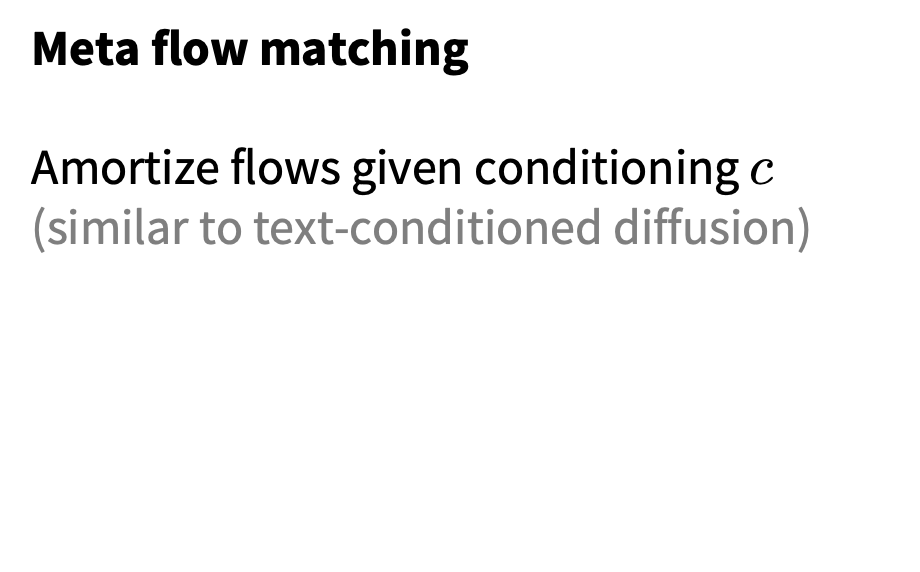 Meta flow matching
Amortize flows given conditioning c
(similar to text-conditioned diffusion)